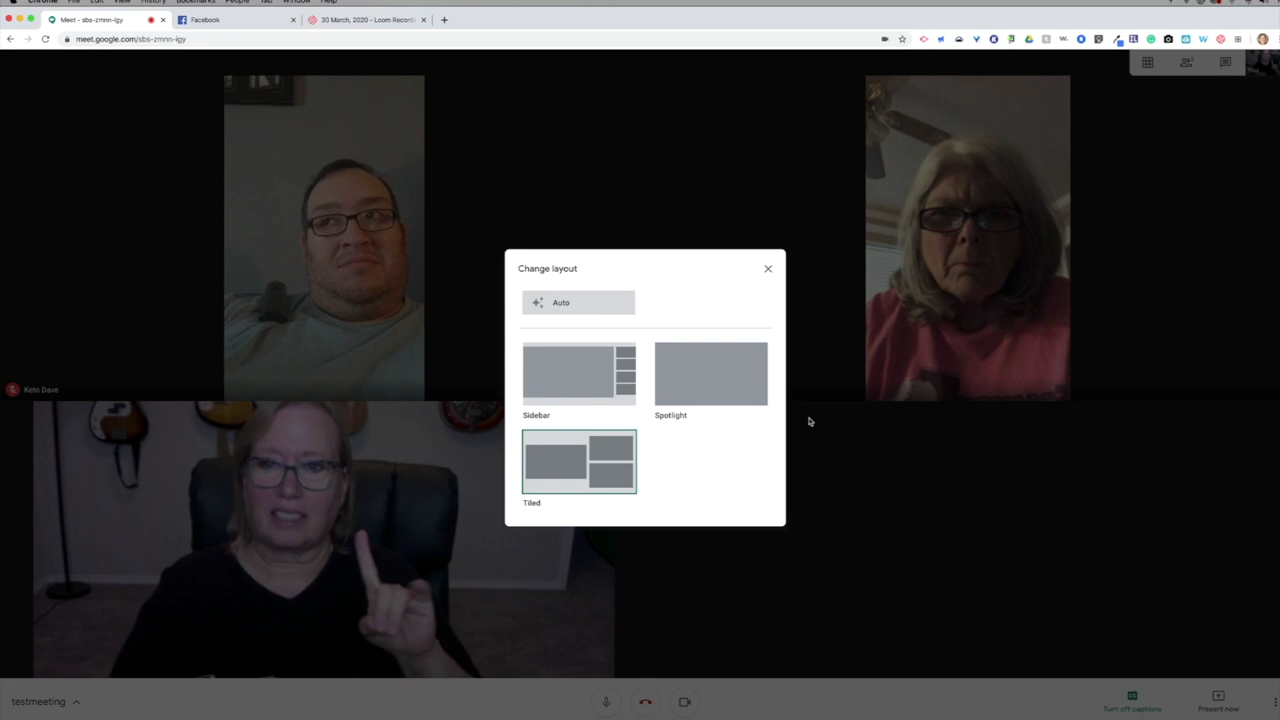 Chrome File Edit View History Bookmarks People Tab Window Help
Meet - sbs-zmnn-igy
Facebook
30 March, 2020 - Loom Record
meet.google.com/sbs-zmnn-igy
You
Change layout
Auto
Sidebar
Spotlight
Tiled
Keto Dave
testmeeting
Turn off captions
Present now